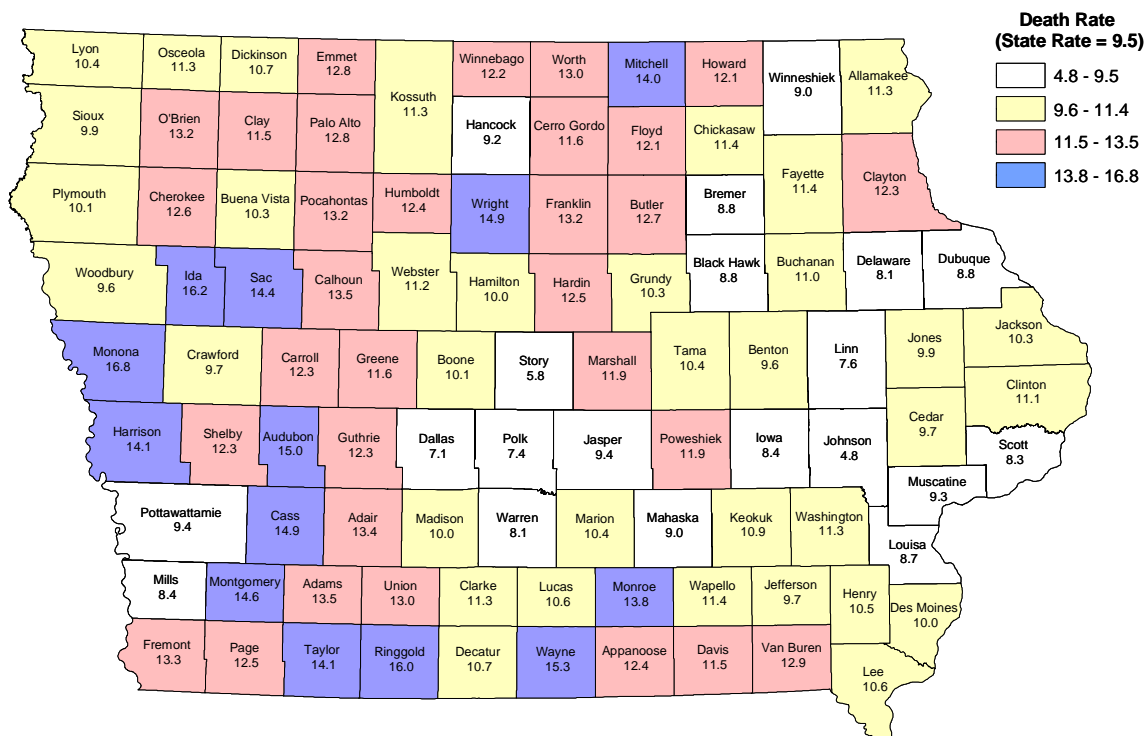 Death Rate
(State Rate = 9.5)
4.8 - 9.5
9.6 - 11.4
11.5 - 13.5
13.8 - 16.8
Lyon
10.4
Osceola
11.3
Dickinson
10.7
Emmet
12.8
Kossuth
11.3
Winnebago
12.2
Worth
13.0
Mitchell
14.0
Howard
12.1
Winneshiek
9.0
Allamakee
11.3
Sioux
9.9
O'Brien
13.2
Clay
11.5
Palo Alto
12.8
Hancock
9.2
Cerro Gordo
11.6
Floyd
12.1
Chickasaw
11.4
Fayette
11.4
Clayton
12.3
Plymouth
10.1
Cherokee
12.6
Buena Vista
10.3
Pocahontas
13.2
Humboldt
12.4
Wright
14.9
Franklin
13.2
Butler
12.7
Bremer
8.8
Woodbury
9.6
Ida
16.2
Sac
14.4
Calhoun
13.5
Webster
11.2
Hamilton
10.0
Hardin
12.5
Grundy
10.3
Black Hawk
8.8
Buchanan
11.0
Delaware
8.1
Dubuque
8.8
Monona
16.8
Crawford
9.7
Carroll
12.3
Greene
11.6
Boone
10.1
Story
5.8
Marshall
11.9
Tama
10.4
Benton
9.6
Linn
7.6
Jones
9.9
Jackson
10.3
Clinton
11.1
Harrison
14.1
Shelby
12.3
Audubon
15.0
Guthrie
12.3
Dallas
7.1
Polk
7.4
Jasper
9.4
Poweshiek
11.9
Iowa
8.4
Johnson
4.8
Cedar
9.7
Scott
8.3
Muscatine
9.3
Pottawattamie
9.4
Cass
14.9
Adair
13.4
Madison
10.0
Warren
8.1
Marion
10.4
Mahaska
9.0
Keokuk
10.9
Washington
11.3
Louisa
8.7
Mills
8.4
Montgomery
14.6
Adams
13.5
Union
13.0
Clarke
11.3
Lucas
10.6
Monroe
13.8
Wapello
11.4
Jefferson
9.7
Henry
10.5
Des Moines
10.0
Fremont
13.3
Page
12.5
Taylor
14.1
Ringgold
16.0
Decatur
10.7
Wayne
15.3
Appanoose
12.4
Davis
11.5
Van Buren
12.9
Lee
10.6